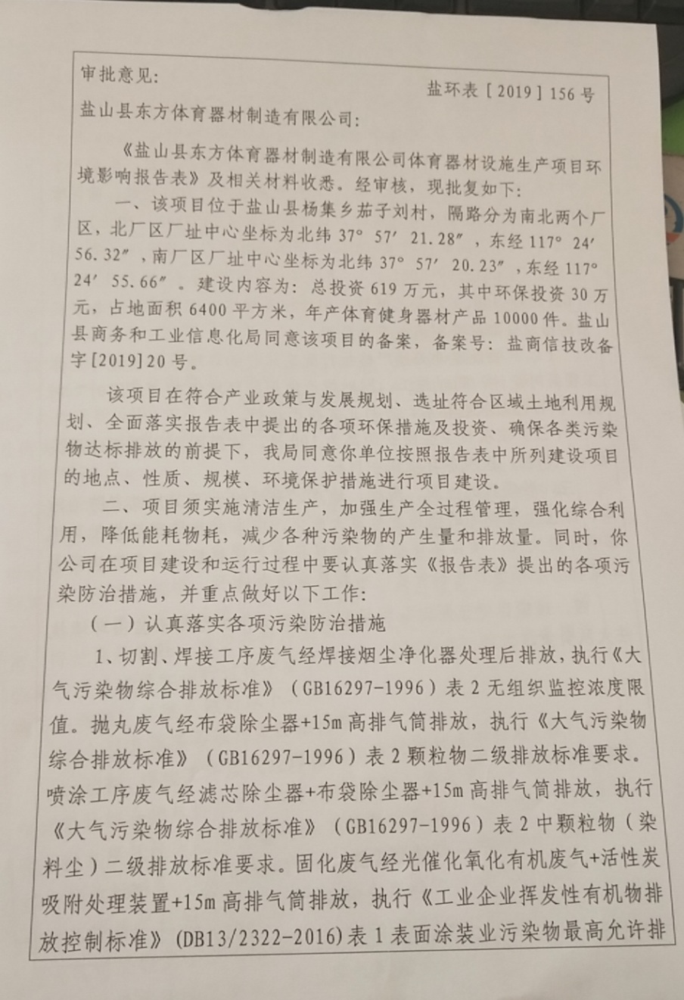 审批意见：
盐环表［2019］156号
盐山县东方体育器材制造有限公司：
《盐山县东方体育器材制造有限公司体育器材设施生产项目环
境影响报告表》及相关材料收悉。经审核，现批复如下：
一、该项目位于盐山县杨集乡茄子刘村，隔路分为南北两个厂
区，北厂区厂址中心坐标为北纬 37° 57′ 21.28″，东经 117° 24′
56.32″，南厂区厂址中心坐标为北纬 37° 57′ 20.23″，东经 117°
24′ 55.66″。建设内容为：总投资 619 万元，其中环保投资 30 万
元，占地面积 6400 平方米，年产体育健身器材产品 10000 件。盐山
县商务和工业信息化局同意该项目的备案，备案号：盐商信技改备
字[2019]20 号。
该项目在符合产业政策与发展规划、选址符合区域土地利用规
划、全面落实报告表中提出的各项环保措施及投资、确保各类污染
物达标排放的前提下，我局同意你单位按照报告表中所列建设项目
的地点、性质、规模、环境保护措施进行项目建设。
二、项目须实施清洁生产，加强生产全过程管理，强化综合利
用，降低能耗物耗，减少各种污染物的产生量和排放量。同时，你
公司在项目建设和运行过程中要认真落实《报告表》提出的各项污
染防治措施，并重点做好以下工作：
（一）认真落实各项污染防治措施
1、切割、焊接工序废气经焊接烟尘净化器处理后排放，执行《大
气污染物综合排放标准》（GB16297-1996）表 2 无组织监控浓度限
值。抛丸废气经布袋除尘器+15m 高排气筒排放，执行《大气污染物
综合排放标准》（GB16297-1996）表 2 颗粒物二级排放标准要求。
喷涂工序废气经滤芯除尘器+布袋除尘器+15m 高排气筒排放，执行
《大气污染物综合排放标准》（GB16297-1996）表 2 中颗粒物（染
料尘）二级排放标准要求。固化废气经光催化氧化有机废气+活性炭
吸附处理装置+15m 高排气筒排放，执行《工业企业挥发性有机物排
放控制标准》(DB13/2322-2016)表 1 表面涂装业污染物最高允许排